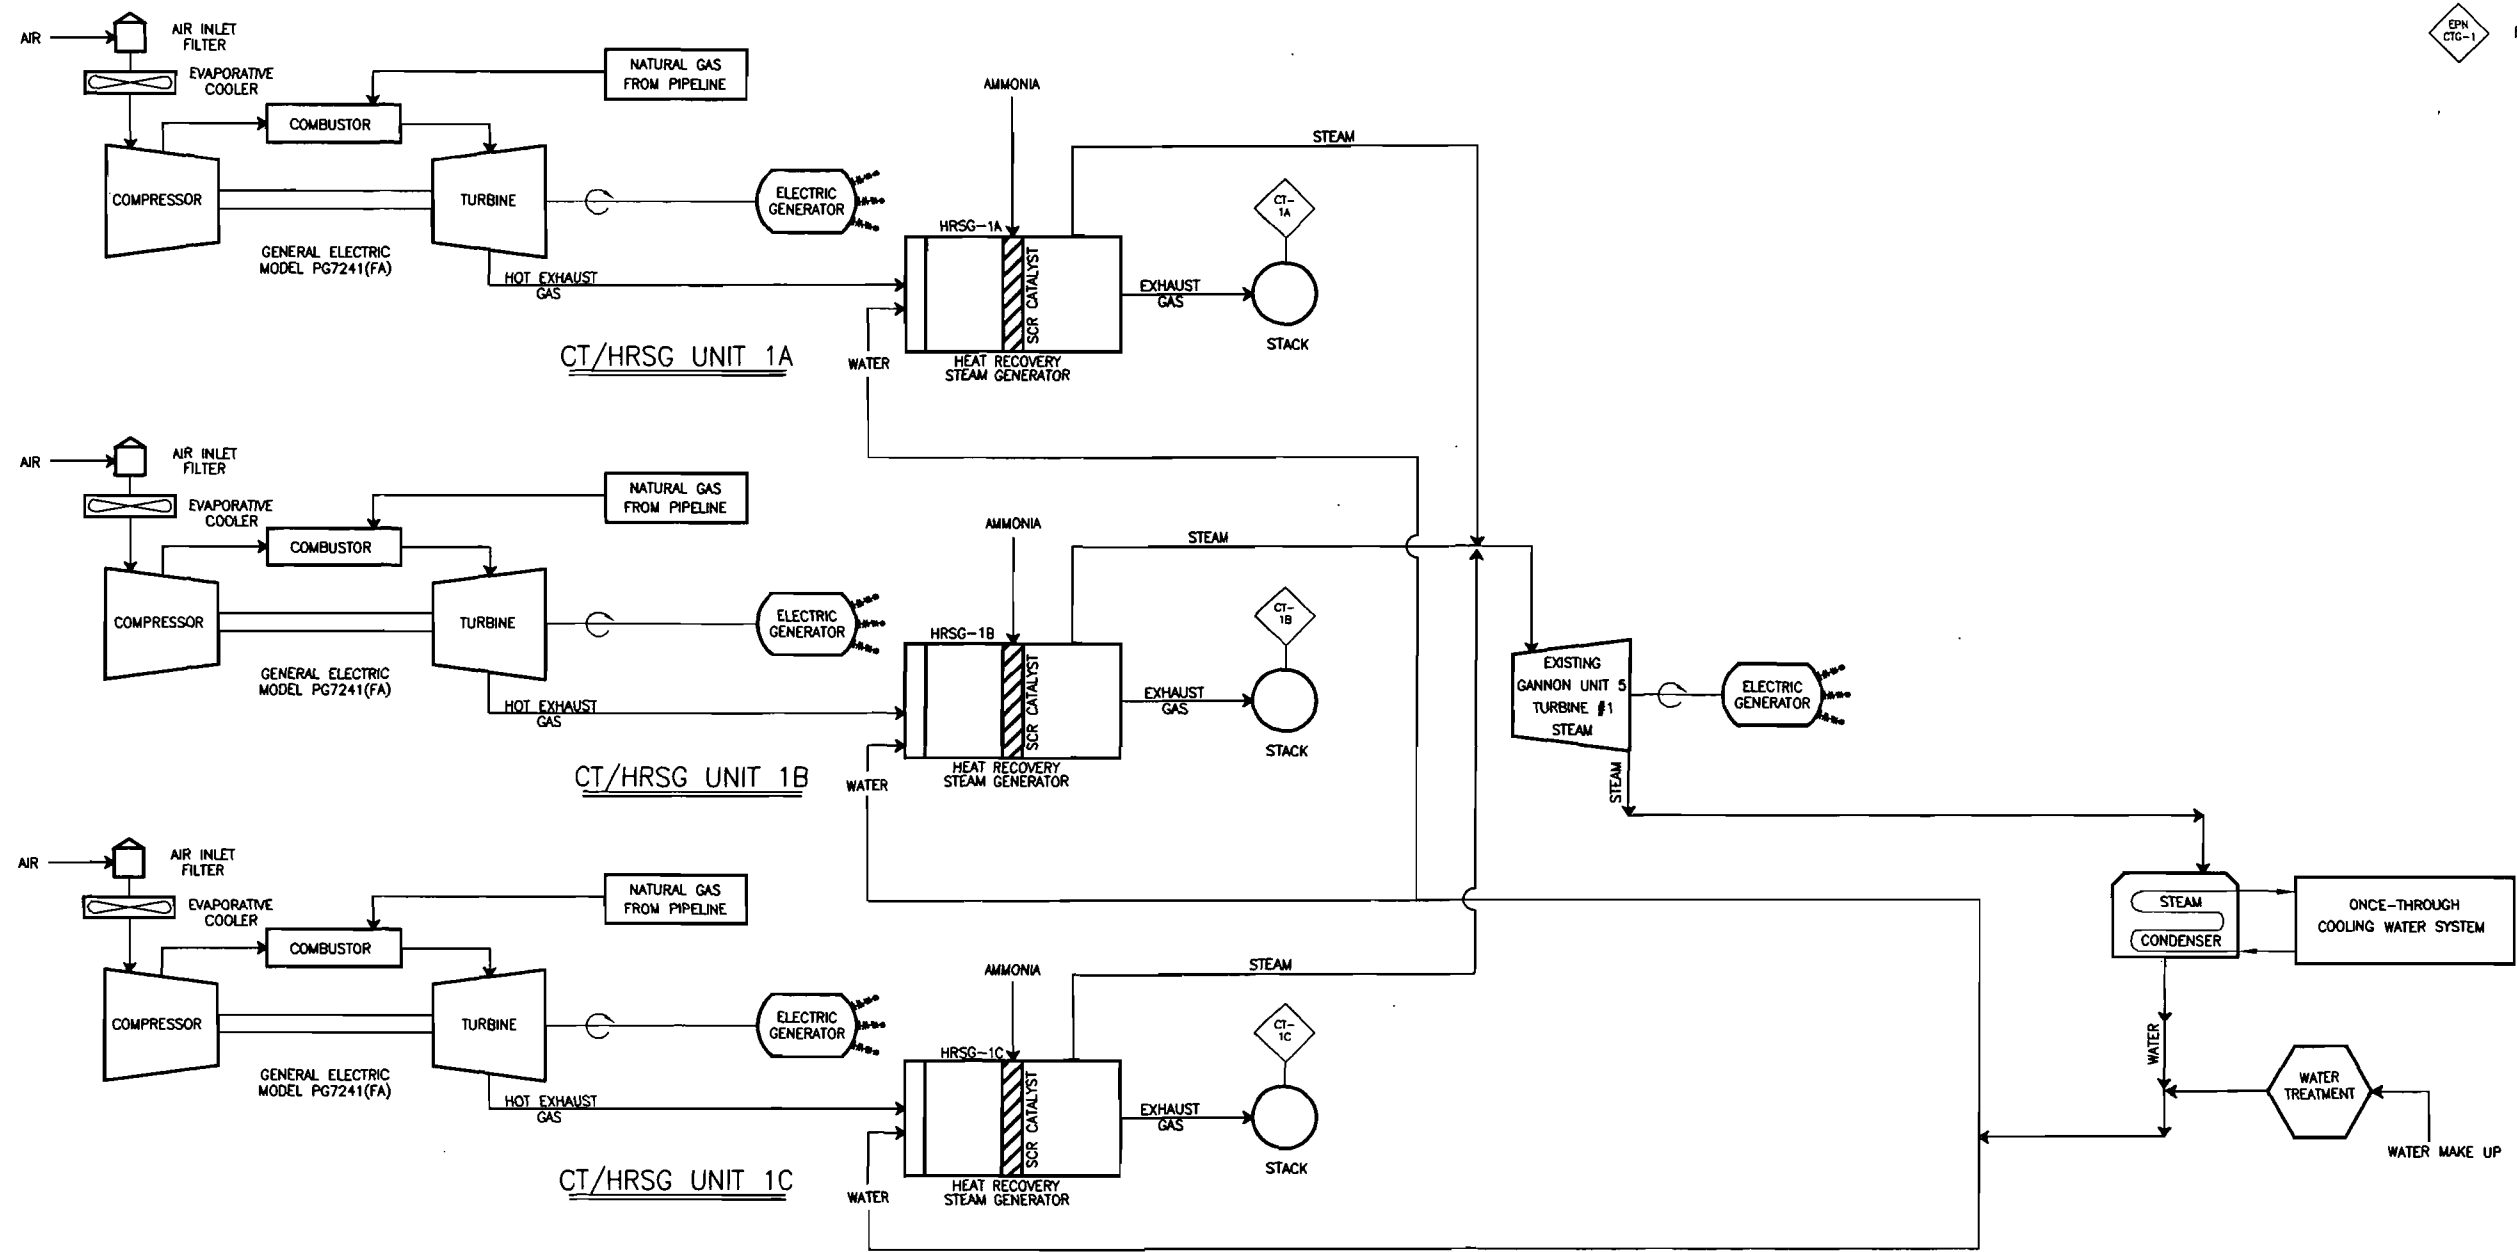 EPN
CTG-1
AIR
AIR INLET
FILTER
EVAPORATIVE
COOLER
NATURAL GAS
FROM PIPELINE
COMBUSTOR
COMPRESSOR
TURBINE
ELECTRIC
GENERATOR
GENERAL ELECTRIC
MODEL PG7241(FA)
HOT EXHAUST
GAS
AMMONIA
STEAM
HRSG-1A
SCR CATALYST
CT-
1A
EXHAUST
GAS
STACK
WATER
HEAT RECOVERY
STEAM GENERATOR
CT/HRSG UNIT 1A
AIR
AIR INLET
FILTER
EVAPORATIVE
COOLER
NATURAL GAS
FROM PIPELINE
COMBUSTOR
COMPRESSOR
TURBINE
ELECTRIC
GENERATOR
GENERAL ELECTRIC
MODEL PG7241(FA)
HOT EXHAUST
GAS
AMMONIA
STEAM
HRSG-1B
SCR CATALYST
CT-
1B
EXHAUST
GAS
STACK
WATER
HEAT RECOVERY
STEAM GENERATOR
CT/HRSG UNIT 1B
EXISTING
GANNON UNIT 5
TURBINE #1
STEAM
ELECTRIC
GENERATOR
STEAM
AIR
AIR INLET
FILTER
EVAPORATIVE
COOLER
NATURAL GAS
FROM PIPELINE
COMBUSTOR
COMPRESSOR
TURBINE
ELECTRIC
GENERATOR
GENERAL ELECTRIC
MODEL PG7241(FA)
HOT EXHAUST
GAS
AMMONIA
STEAM
HRSG-1C
SCR CATALYST
CT-
1C
EXHAUST
GAS
STACK
WATER
HEAT RECOVERY
STEAM GENERATOR
CT/HRSG UNIT 1C
STEAM
CONDENSER
ONCE-THROUGH
COOLING WATER SYSTEM
WATER
WATER
TREATMENT
WATER MAKE UP